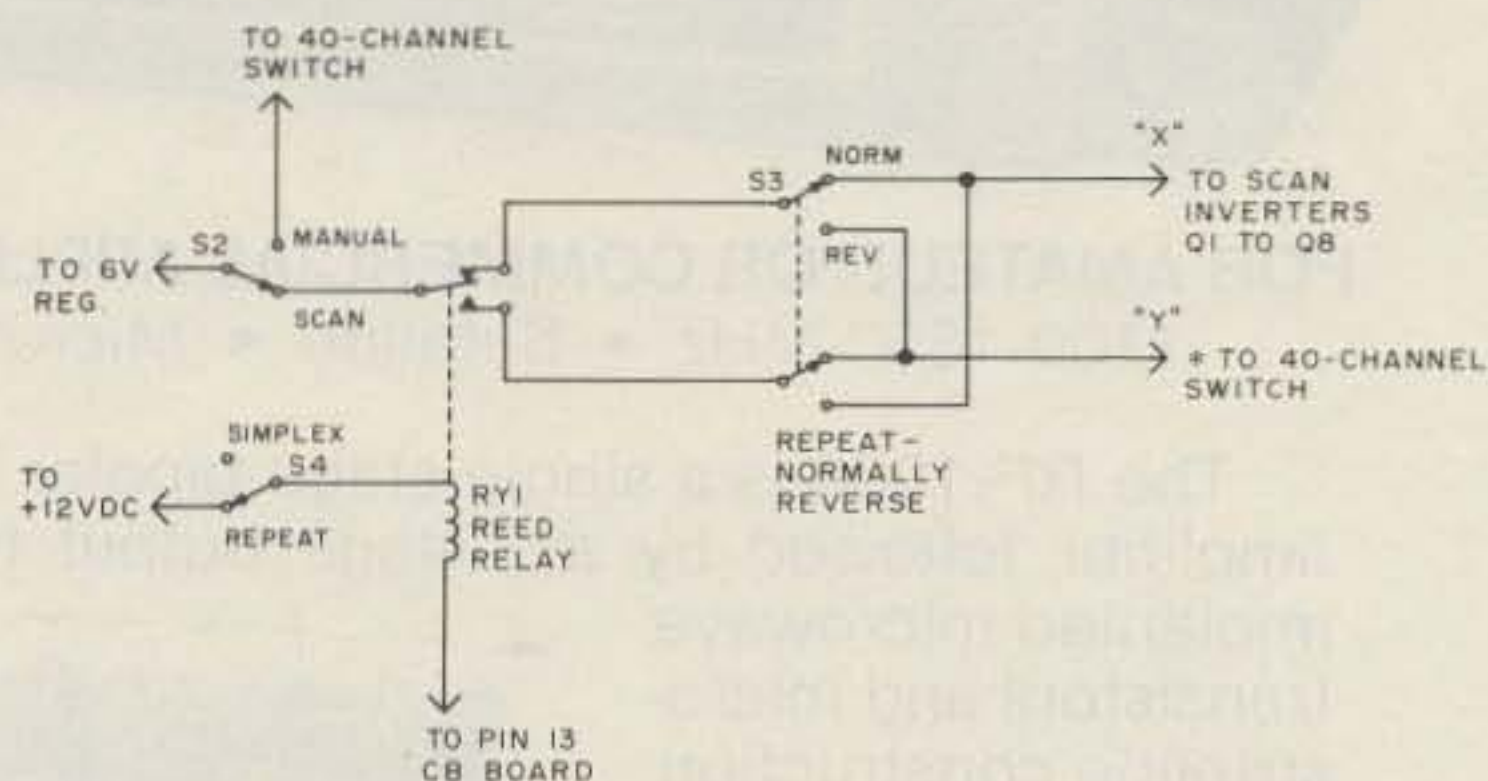 TO 40-CHANNEL
SWITCH
S2
MANUAL
TO 6V
REG.
SCAN
S3
NORM
REV
"X"
TO SCAN
INVERTERS
Q1 TO Q8
"Y"
* TO 40-CHANNEL
SWITCH
REPEAT-
NORMALLY
REVERSE
SIMPLEX
S4
TO
+12VDC
REPEAT
RY1
REED
RELAY
TO PIN 13
CB BOARD